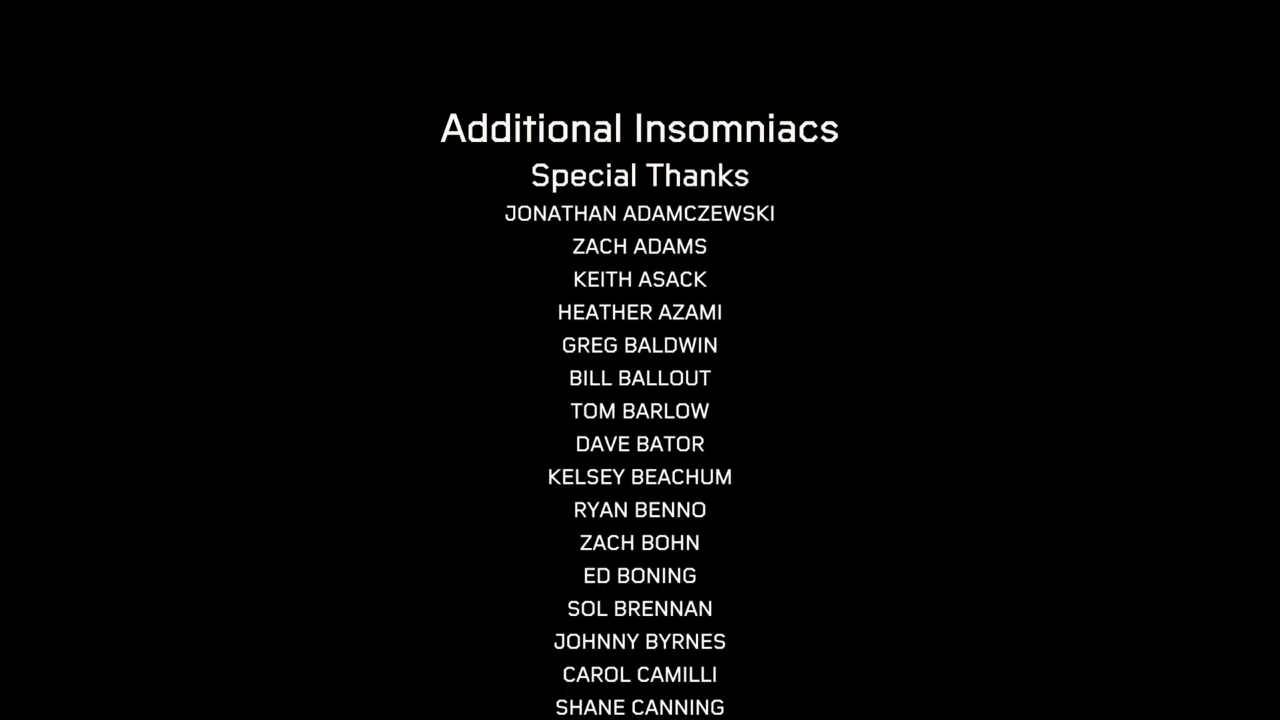 Additional Insomniacs
Special Thanks
JONATHAN ADAMCZEWSKI
ZACH ADAMS
KEITH ASACK
HEATHER AZAMI
GREG BALDWIN
BILL BALLOUT
TOM BARLOW
DAVE BATOR
KELSEY BEACHUM
RYAN BENNO
ZACH BOHN
ED BONING
SOL BRENNAN
JOHNNY BYRNES
CAROL CAMILLI
SHANE CANNING